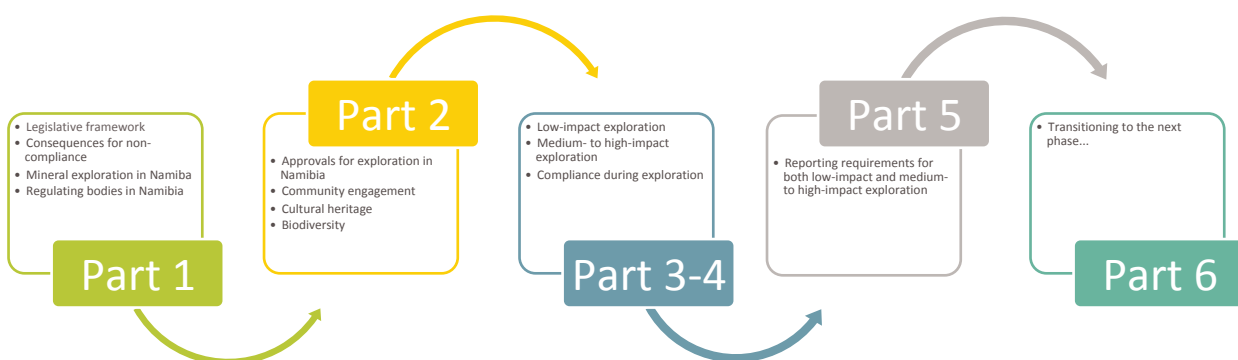 • Legislative framework
• Consequences for non-
compliance
• Mineral exploration in Namiba
• Regulating bodies in Namibia
Part 1
Part 2
• Approvals for exploration in
Namibia
• Community engagement
• Cultural heritage
• Biodiversity
• Low-impact exploration
• Medium- to high-impact
exploration
• Compliance during exploration
Part 3-4
Part 5
• Reporting requirements for
both low-impact and medium-
to high-impact exploration
• Transitioning to the next
phase...
Part 6